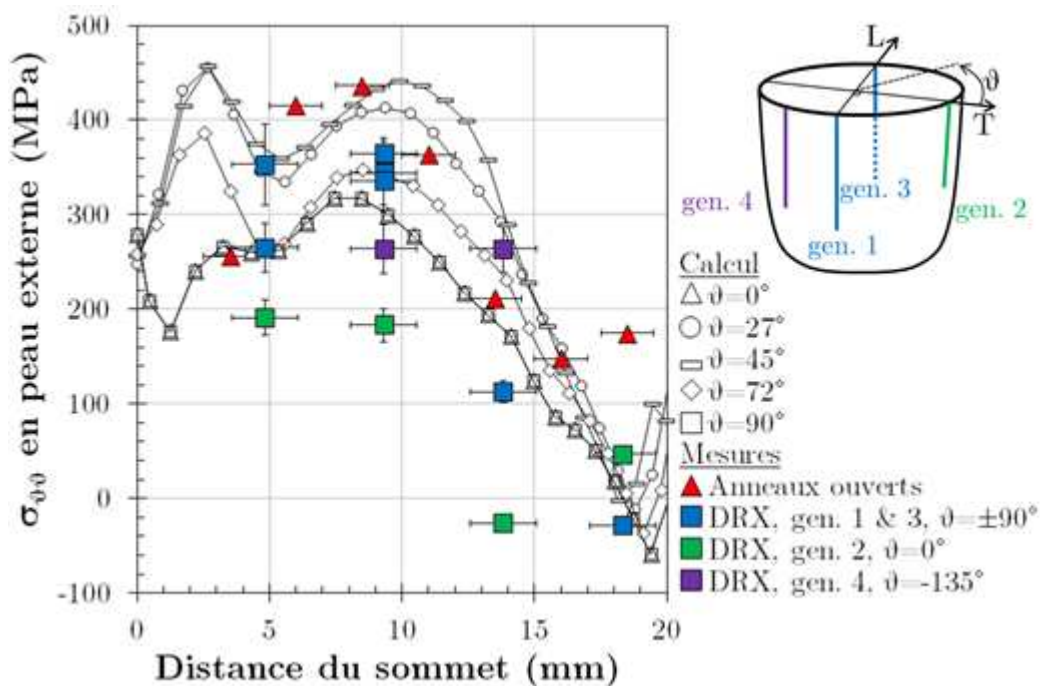 500
400
300
200
100
0
-100
σϑϑ en peau externe (MPa)
0 5 10 15 20
Distance du sommet (mm)
L
ϑ
T
gen. 4
gen. 3
gen. 2
gen. 1
Calcul
ϑ=0°
ϑ=27°
ϑ=45°
ϑ=72°
ϑ=90°
Mesures
Anneaux ouverts
DRX, gen. 1 & 3, ϑ=±90°
DRX, gen. 2, ϑ=0°
DRX, gen. 4, ϑ=-135°